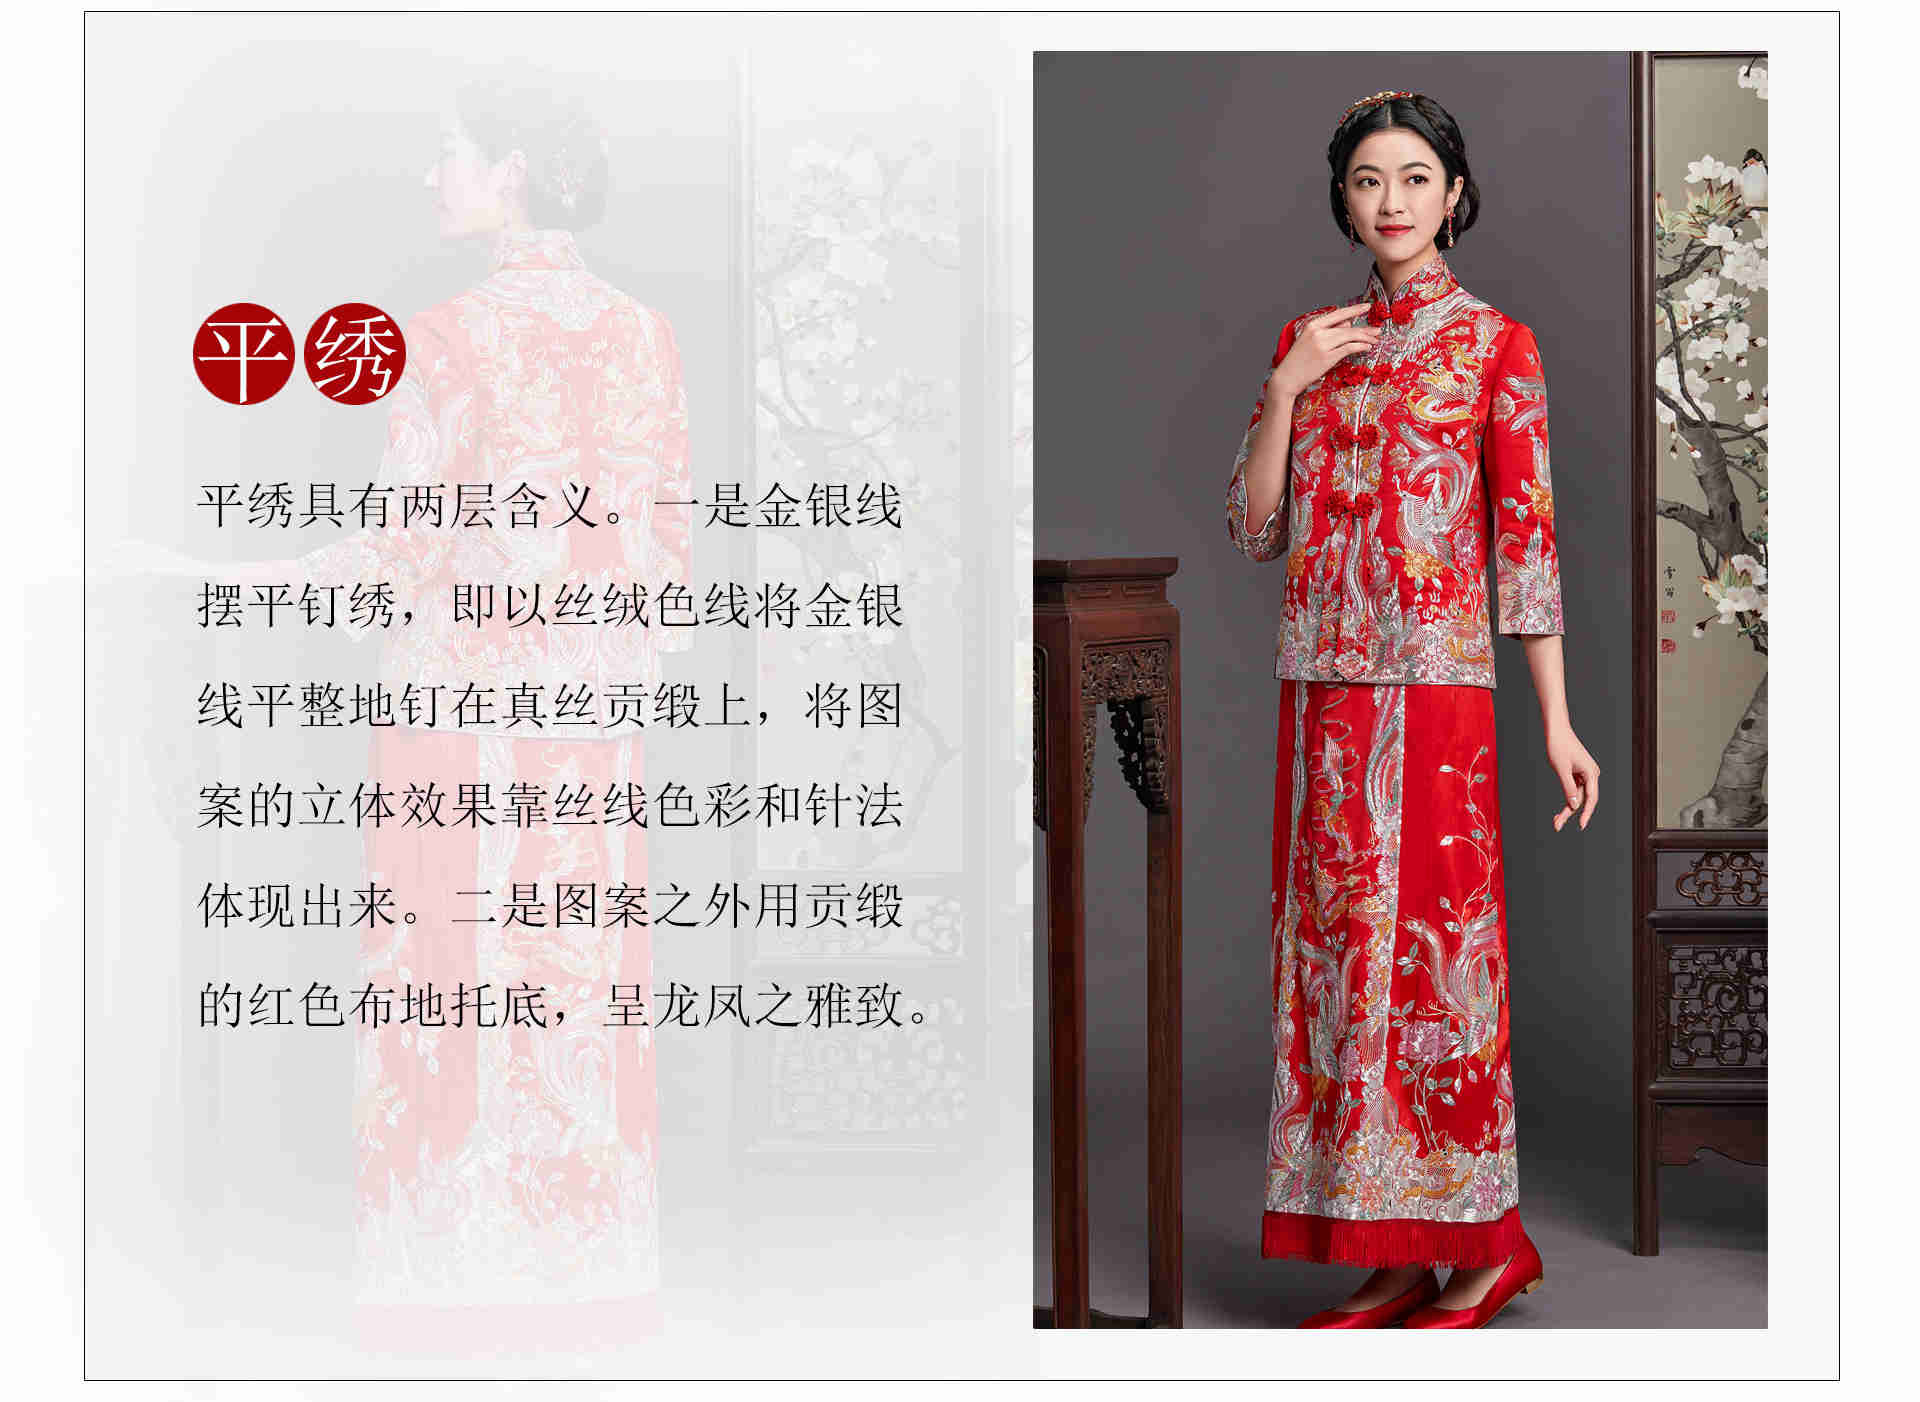 平绣
平绣具有两层含义。一是金银线
摆平钉绣，即以丝绒色线将金银
线平整地钉在真丝贡缎上，将图
案的立体效果靠丝线色彩和针法
体现出来。二是图案之外用贡缎
的红色布地托底，呈龙凤之雅致。